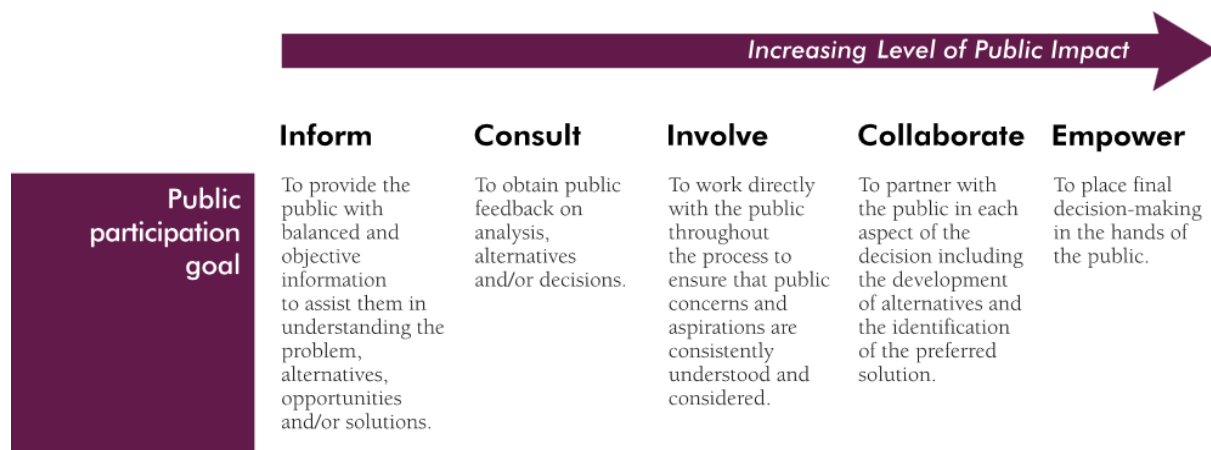 Increasing Level of Public Impact
Inform
Consult
Involve
Collaborate
Empower
Public
participation
goal
To provide the
public with
balanced and
objective
information
to assist them in
understanding the
problem,
alternatives,
opportunities
and/or solutions.
To obtain public
feedback on
analysis,
alternatives
and/or decisions.
To work directly
with the public
throughout
the process to
ensure that public
concerns and
aspirations are
consistently
understood and
considered.
To partner with
the public in each
aspect of the
decision including
the development
of alternatives and
the identification
of the preferred
solution.
To place final
decision-making
in the hands of
the public.